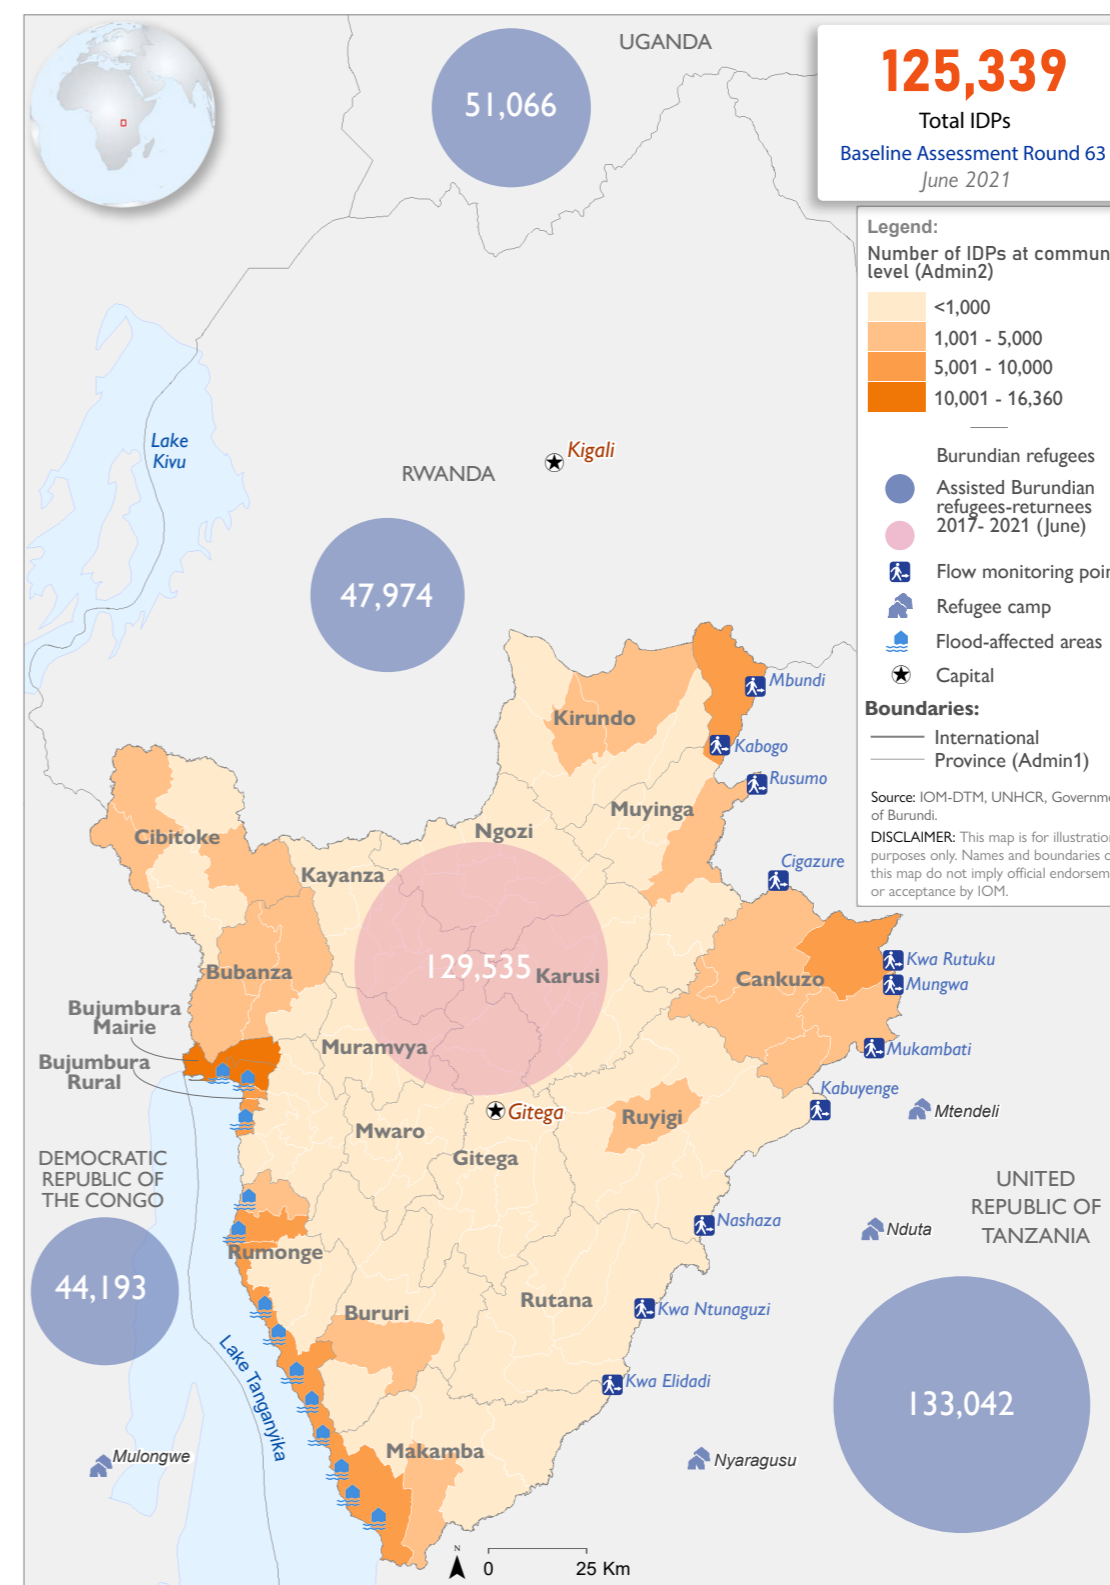 UGANDA
51,066
125,339
Total IDPs
Baseline Assessment Round 63
June 2021
Legend:
Number of IDPs at commun
level (Admin2)
<1,000
1,001 - 5,000
5,001 - 10,000
10,001 - 16,360
Burundian refugees
Assisted Burundian
refugees-returnees
2017- 2021 (June)
Flow monitoring poin
Refugee camp
Flood-affected areas
Capital
Boundaries:
International
Province (Admin1)
Source: IOM-DTM, UNHCR, Governme
of Burundi.
DISCLAIMER: This map is for illustration
purposes only. Names and boundaries o
this map do not imply official endorsem
or acceptance by IOM.
Lake
Kivu
RWANDA
Kigali
47,974
Mbundi
Kirundo
Kabogo
Rusumo
Muyinga
Ngozi
Cibitoke
Cigazure
Kayanza
Kwa Rutuku
129,535
Karusi
Bubanza
Cankuzo
Mungwa
Bujumbura
Mairie
Muramvya
Mukambati
Bujumbura
Rural
Kabuyenge
Gitega
Ruyigi
Mtendeli
Mwaro
Gitega
DEMOCRATIC
REPUBLIC OF
THE CONGO
UNITED
REPUBLIC OF
TANZANIA
Nashaza
Nduta
Rumonge
44,193
Rutana
Kwa Ntunaguzi
Bururi
Lake Tanganyika
Kwa Elidadi
133,042
Makamba
Mulongwe
Nyaragusu
N
0 25 Km